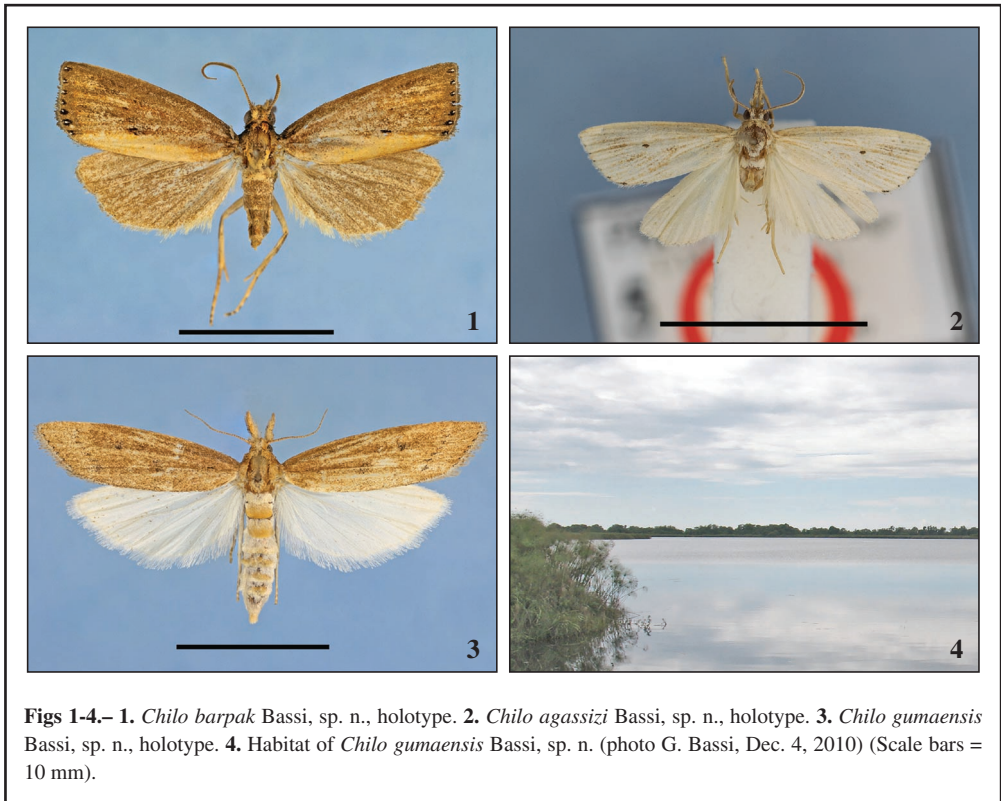 1
2
3
4
Figs 1-4.– 1. Chilo barpak Bassi, sp. n., holotype. 2. Chilo agassizi Bassi, sp. n., holotype. 3. Chilo gumaensis
Bassi, sp. n., holotype. 4. Habitat of Chilo gumaensis Bassi, sp. n. (photo G. Bassi, Dec. 4, 2010) (Scale bars =
10 mm).